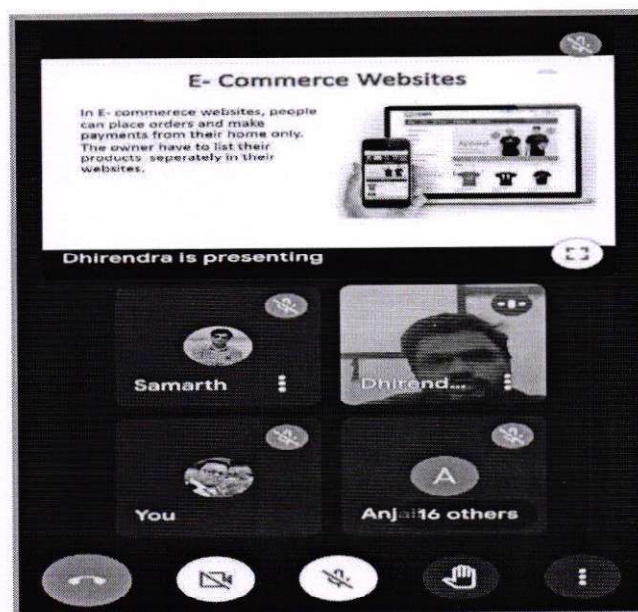 E- Commerce Websites
In E- commerece websites, people
can place orders and make
payments from their home only.
The owner have to list their
products seperately in their
websites.
Dhirendra is presenting
Samarth
Dhirend...
You
A
16 others